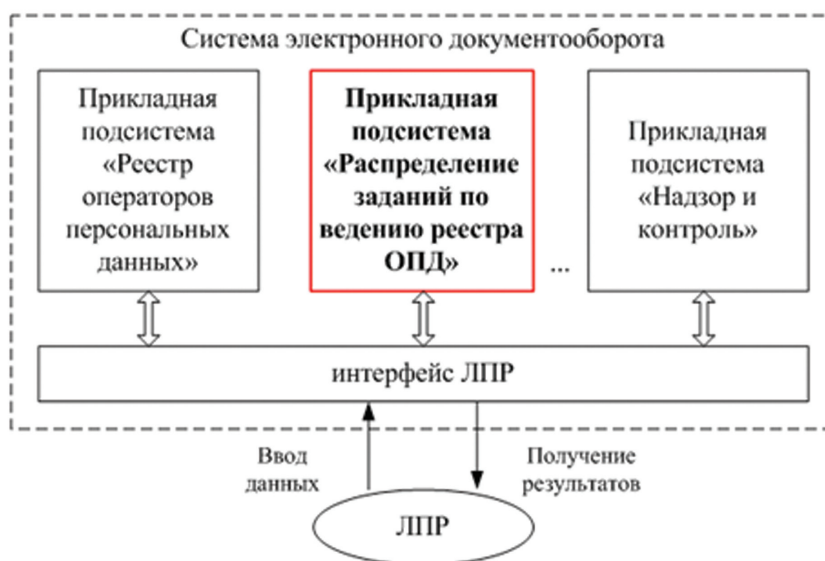 Система электронного документооборота
Прикладная
подсистема
«Реестр
операторов
персональных
данных»
Прикладная
подсистема
«Распределение
заданий по
ведению реестра
ОПД»
...
Прикладная
подсистема
«Надзор и
контроль»
интерфейс ЛПР
Ввод
данных
Получение
результатов
ЛПР